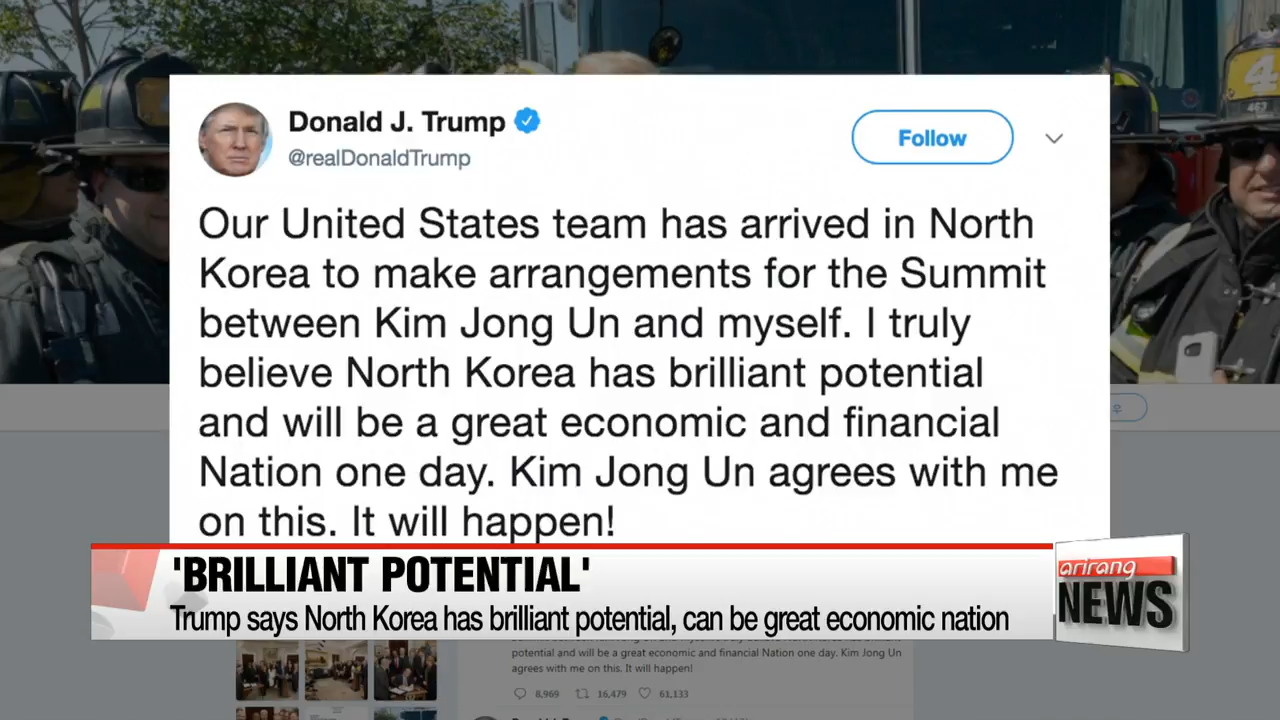 Donald J. Trump
@realDonaldTrump
Follow
Our United States team has arrived in North
Korea to make arrangements for the Summit
between Kim Jong Un and myself. I truly
believe North Korea has brilliant potential
and will be a great economic and financial
Nation one day. Kim Jong Un agrees with me
on this. It will happen!
'BRILLIANT POTENTIAL'
Trump says North Korea has brilliant potential, can be great economic nation
arirang
NEWS
potential and will be a great economic and financial Nation one day. Kim Jong Un
agrees with me on this. It will happen!
8,969 16,479 61,133
4
우